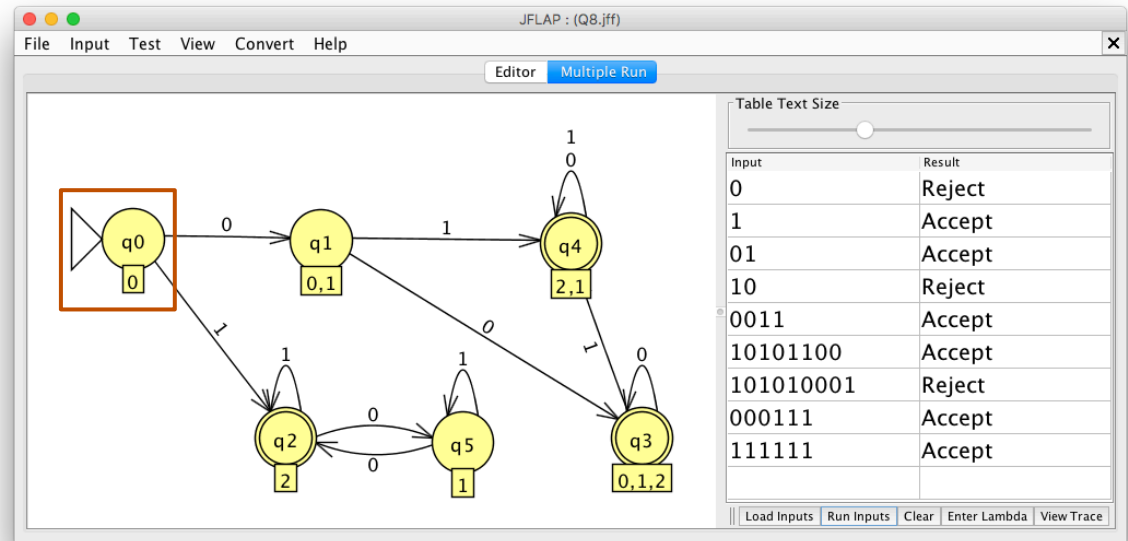 JFLAP : (Q8.jff)
File Input Test View Convert Help
Editor Multiple Run
Table Text Size
Input Result
0 Reject
1 Accept
01 Accept
10 Reject
0011 Accept
10101100 Accept
101010001 Reject
000111 Accept
111111 Accept
Load Inputs Run Inputs Clear Enter Lambda View Trace
1
0
q0
0
0
q1
0,1
1
q4
2,1
1
0
1
0
1
1
q2
2
0
0
q5
1
q3
0,1,2